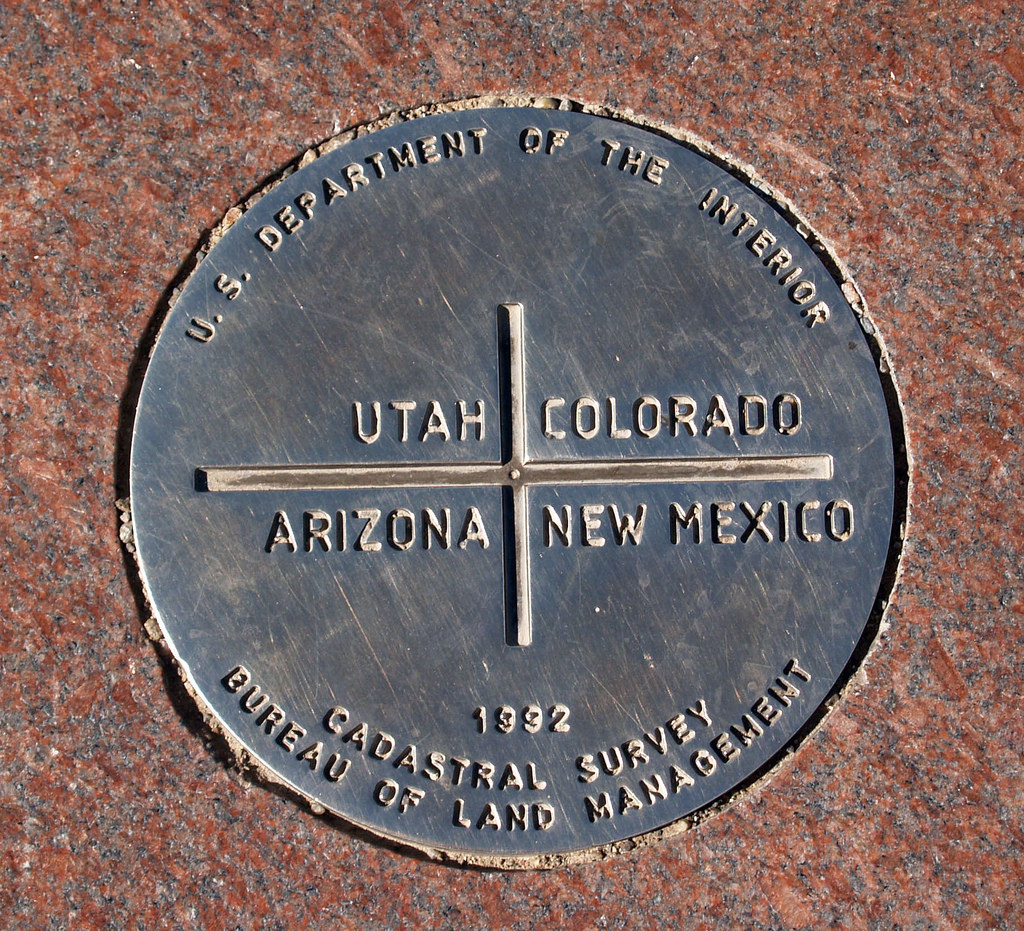 U. S. DEPARTMENT OF THE INTERIOR
UTAH COLORADO
ARIZONA NEW MEXICO
1992
CADASTRAL SURVEY
BUREAU OF LAND MANAGEMENT